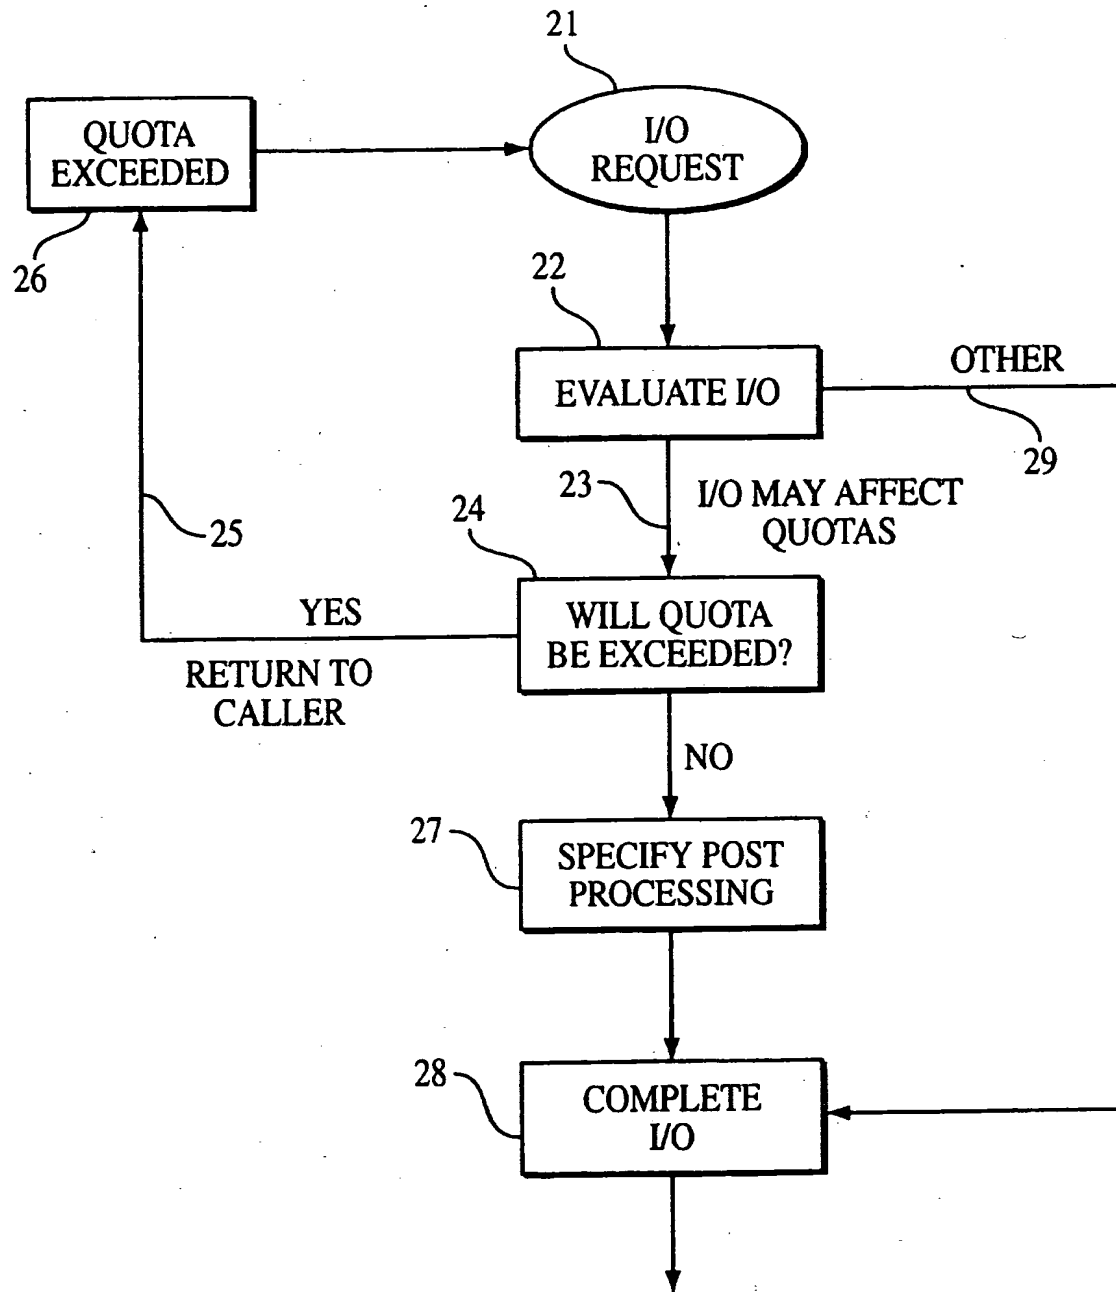 21
QUOTA
EXCEEDED
I/O
REQUEST
26
22
OTHER
EVALUATE I/O
29
23
I/O MAY AFFECT
QUOTAS
24
25
YES
WILL QUOTA
BE EXCEEDED?
RETURN TO
CALLER
NO
27
SPECIFY POST
PROCESSING
28
COMPLETE
I/O